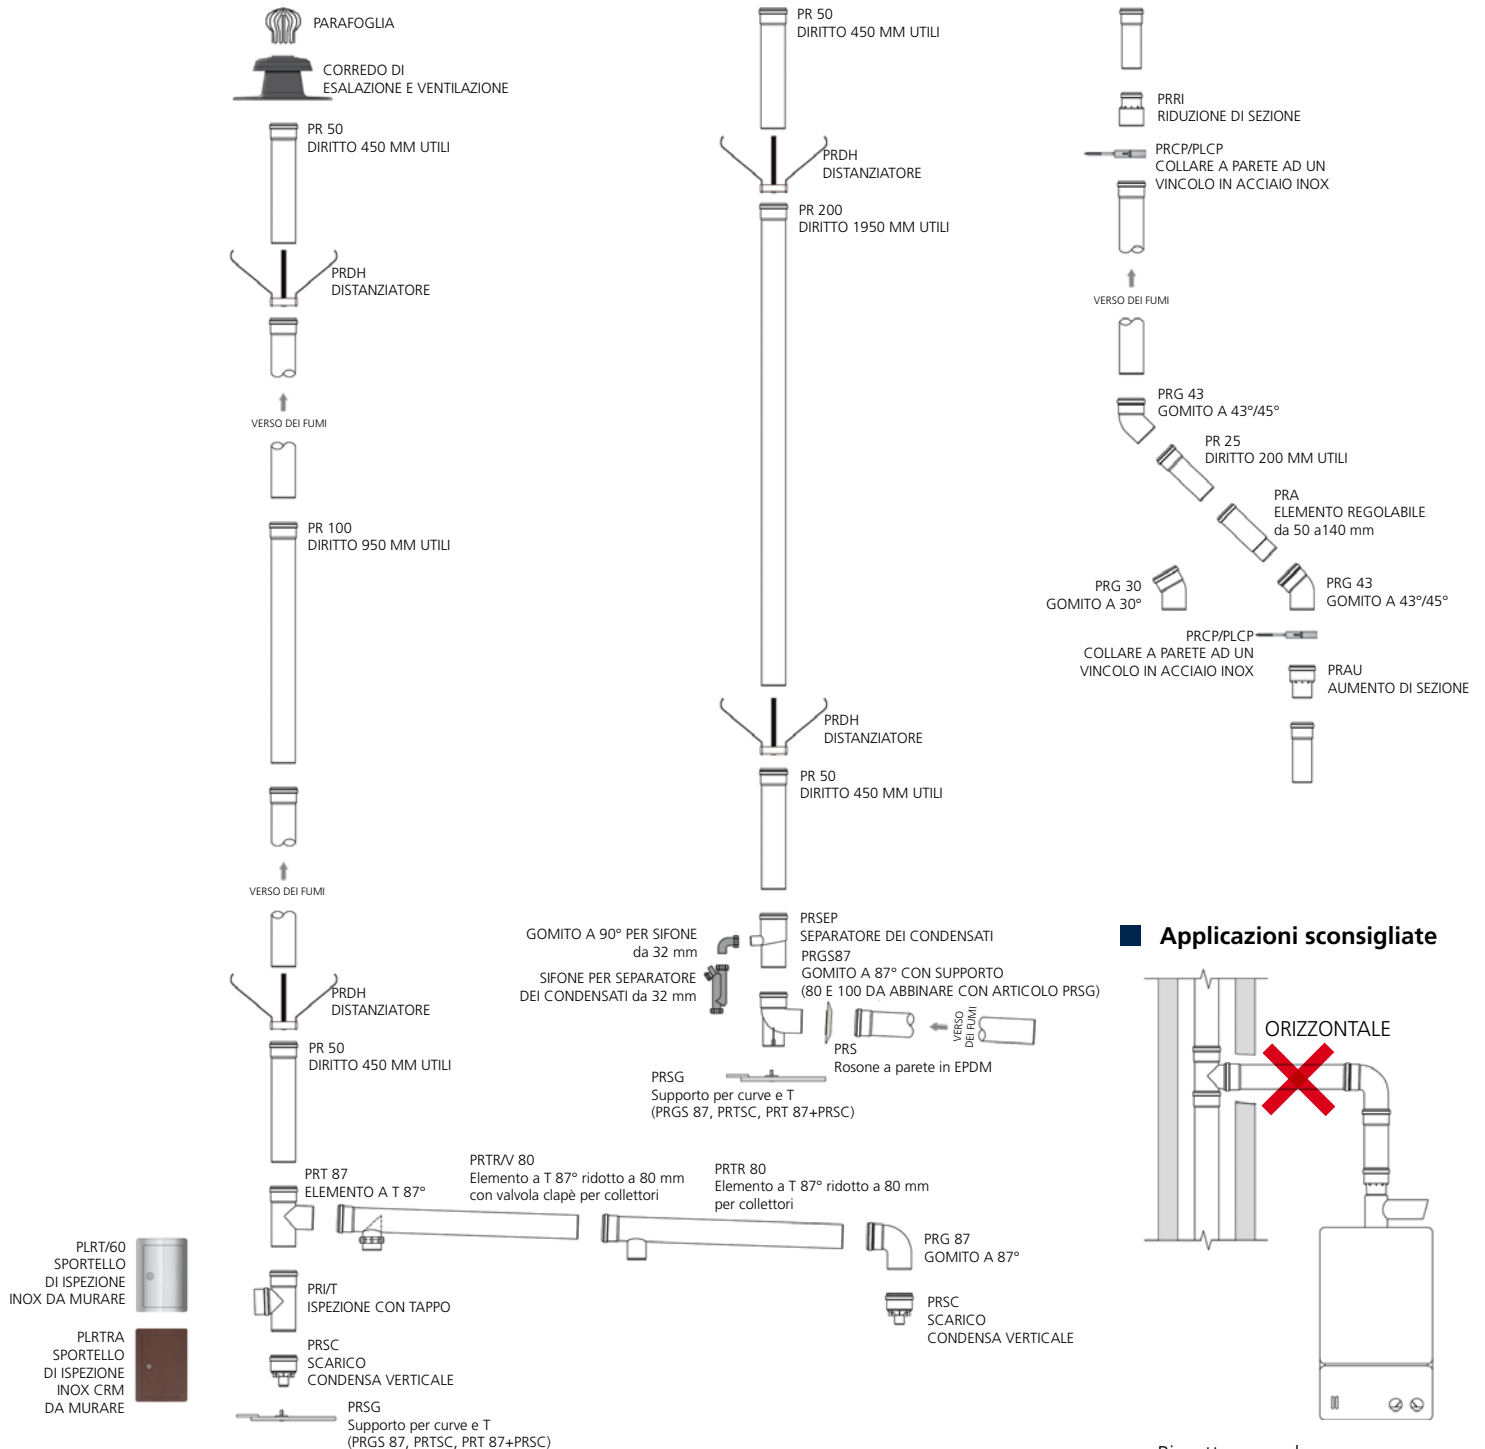 PARAFOGLIA
CORREDO DI
ESALAZIONE E VENTILAZIONE
PR 50
DIRITTO 450 MM UTILI
PRDH
DISTANZIATORE
VERSO DEI FUMI
PR 100
DIRITTO 950 MM UTILI
VERSO DEI FUMI
PRDH
DISTANZIATORE
PR 50
DIRITTO 450 MM UTILI
PRT 87
ELEMENTO A T 87°
PRTR/V 80
Elemento a T 87° ridotto a 80 mm
con valvola clapè per collettori
PRTR 80
Elemento a T 87° ridotto a 80 mm
per collettori
PRG 87
GOMITO A 87°
PRSC
SCARICO
CONDENSA VERTICALE
PLRT/60
SPORTELLO
DI ISPEZIONE
INOX DA MURARE
PRI/T
ISPEZIONE CON TAPPO
PLRTRA
SPORTELLO
DI ISPEZIONE
INOX CRM
DA MURARE
PRSC
SCARICO
CONDENSA VERTICALE
PRSG
Supporto per curve e T
(PRGS 87, PRTSC, PRT 87+PRSC)
PR 50
DIRITTO 450 MM UTILI
PRDH
DISTANZIATORE
PR 200
DIRITTO 1950 MM UTILI
PRDH
DISTANZIATORE
PR 50
DIRITTO 450 MM UTILI
GOMITO A 90° PER SIFONE
da 32 mm
SIFONE PER SEPARATORE
DEI CONDENSATI da 32 mm
PRSEP
SEPARATORE DEI CONDENSATI
PRGS87
GOMITO A 87° CON SUPPORTO
(80 E 100 DA ABBINARE CON ARTICOLO PRSG)
VERSO
DEI FUMI
PRS
Rosone a parete in EPDM
PRSG
Supporto per curve e T
(PRGS 87, PRTSC, PRT 87+PRSC)
PRRI
RIDUZIONE DI SEZIONE
PRCP/PLCP
COLLARE A PARETE AD UN
VINCOLO IN ACCIAIO INOX
VERSO DEI FUMI
PRG 43
GOMITO A 43°/45°
PR 25
DIRITTO 200 MM UTILI
PRA
ELEMENTO REGOLABILE
da 50 a140 mm
PRG 30
GOMITO A 30°
PRG 43
GOMITO A 43°/45°
PRCP/PLCP
COLLARE A PARETE AD UN
VINCOLO IN ACCIAIO INOX
PRAU
AUMENTO DI SEZIONE
Applicazioni sconsigliate
ORIZZONTALE